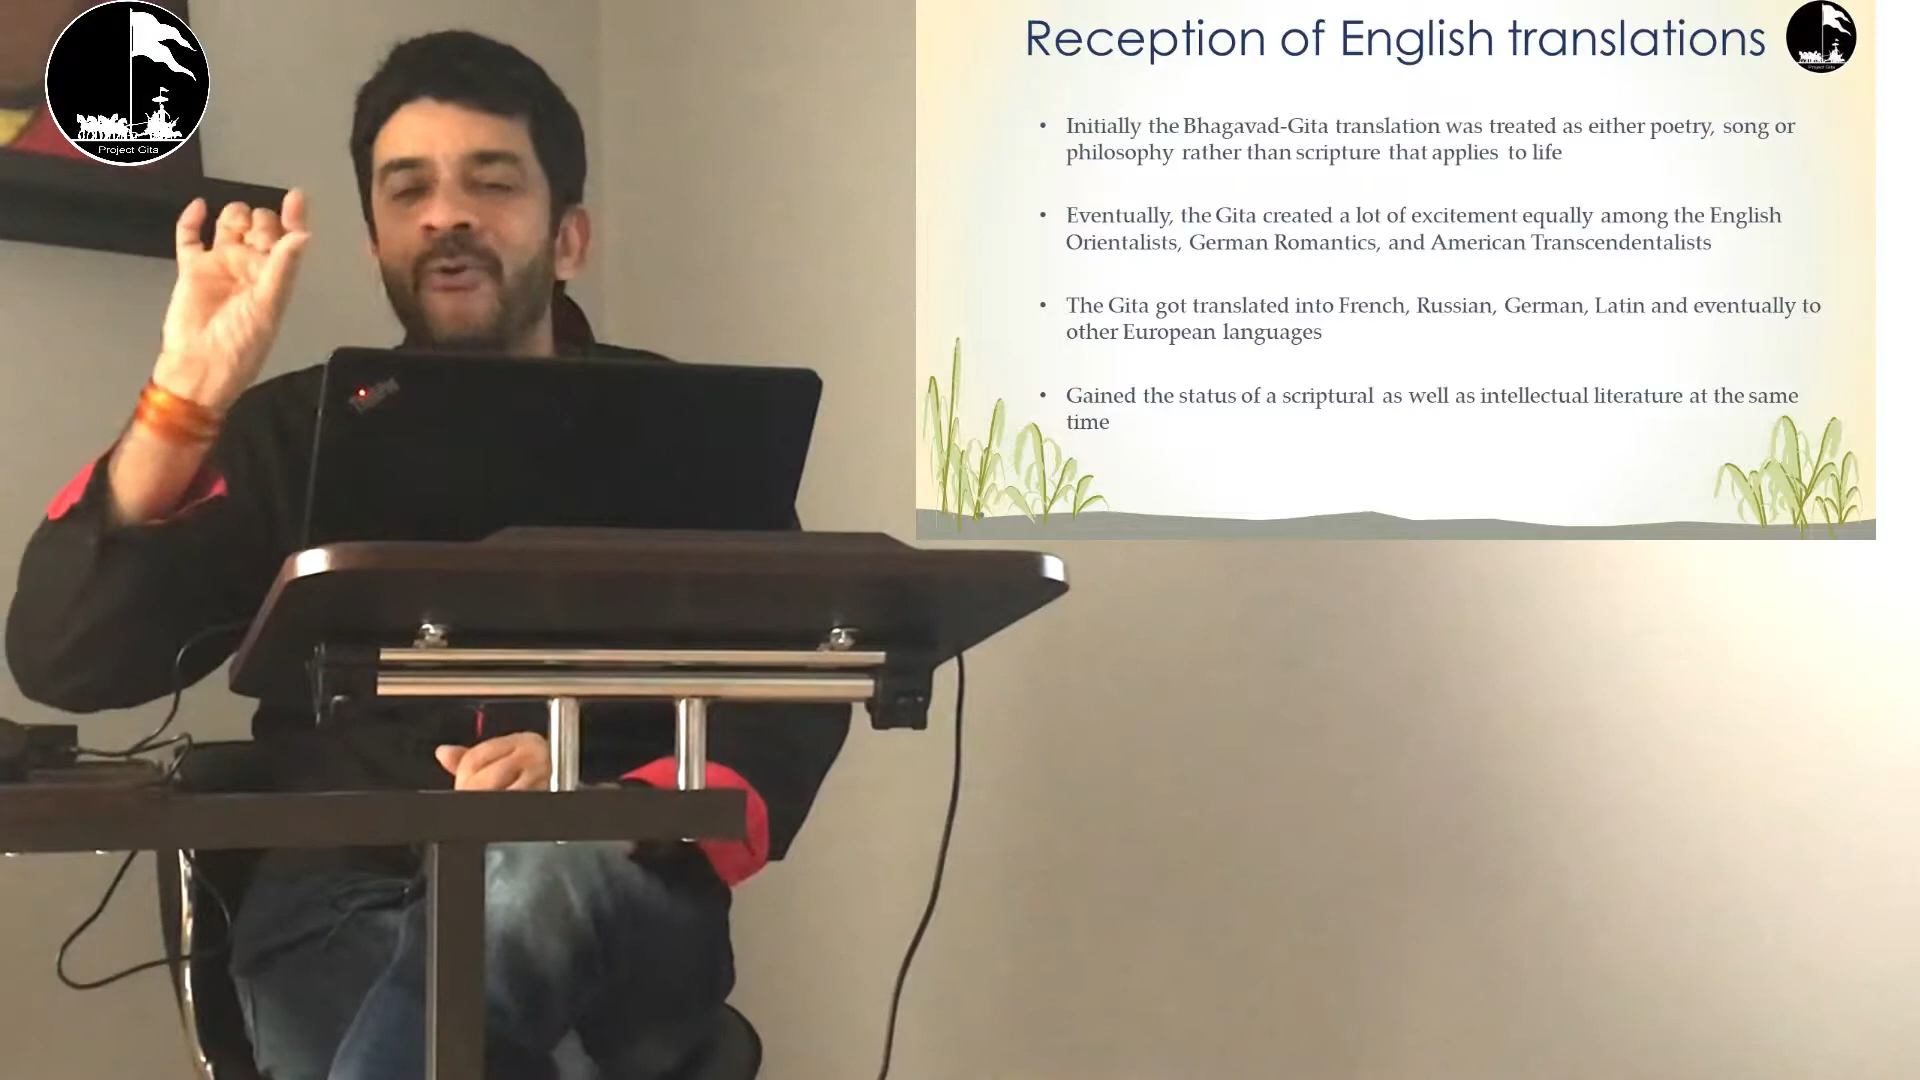 Project Gita
Reception of English translations
Project Gita
• Initially the Bhagavad-Gita translation was treated as either poetry, song or
philosophy rather than scripture that applies to life
• Eventually, the Gita created a lot of excitement equally among the English
Orientalists, German Romantics, and American Transcendentalists
• The Gita got translated into French, Russian, German, Latin and eventually to
other European languages
• Gained the status of a scriptural as well as intellectual literature at the same
time